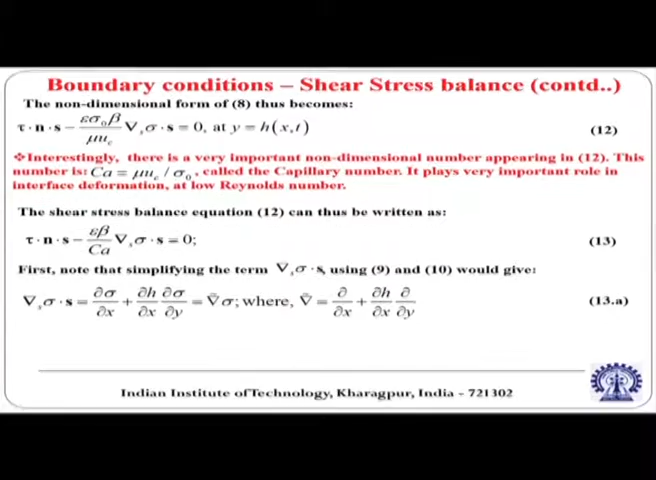 Boundary conditions – Shear Stress balance (contd..)
The non-dimensional form of (8) thus becomes:
τ · n · s − (εσ₀β / μu_c) ∇ₛσ · s = 0, at y = h(x,t) (12)
❖Interestingly, there is a very important non-dimensional number appearing in (12). This
number is: Ca = μu_c / σ₀, called the Capillary number. It plays very important role in
interface deformation, at low Reynolds number.
The shear stress balance equation (12) can thus be written as:
τ · n · s − (εβ / Ca) ∇ₛσ · s = 0; (13)
First, note that simplifying the term ∇ₛσ · s, using (9) and (10) would give:
∇ₛσ · s = ∂σ/∂x + ∂h/∂x ∂σ/∂y = ∇̄σ; where, ∇̄ = ∂/∂x + ∂h/∂x ∂/∂y (13.a)
Indian Institute of Technology, Kharagpur, India – 721302